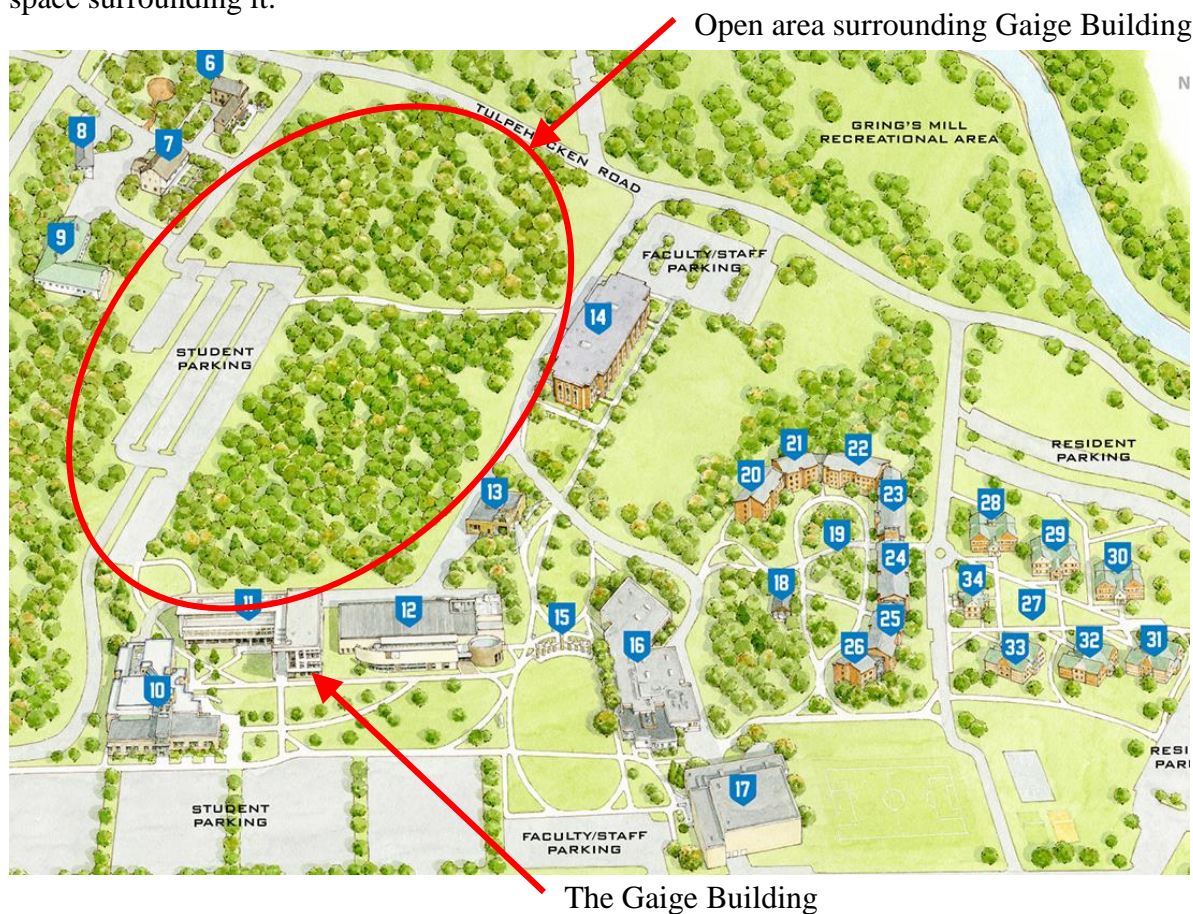 space surrounding it.
Open area surrounding Gaige Building
N
6
TULPEHOCKEN ROAD
GRING'S MILL
RECREATIONAL AREA
8
7
9
FACULTY/STAFF
PARKING
14
STUDENT
PARKING
RESIDENT
PARKING
21
22
20
23
13
28
19
29
24
30
18
34
11
12
27
15
25
16
26
33
32
31
10
RESI
PAR
17
STUDENT
PARKING
FACULTY/STAFF
PARKING
The Gaige Building